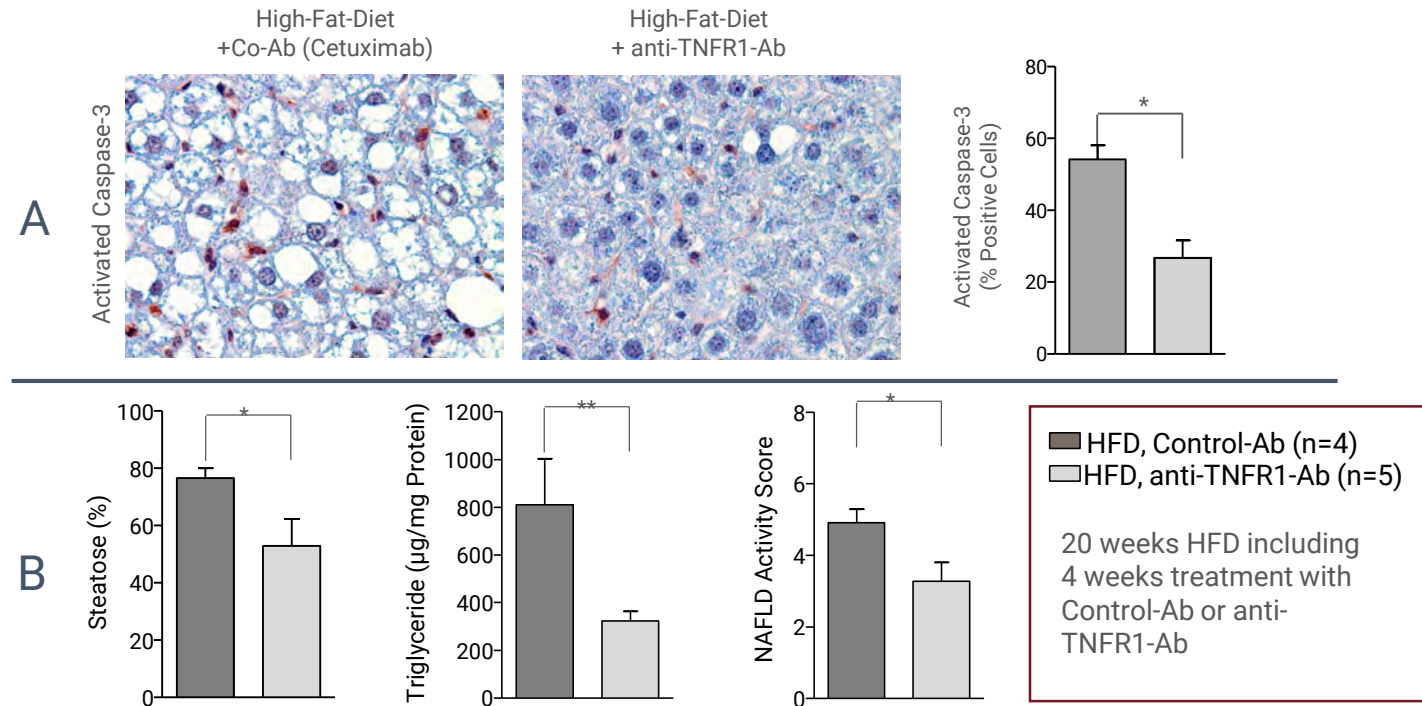 High-Fat-Diet
+Co-Ab (Cetuximab)
High-Fat-Diet
+ anti-TNFR1-Ab
A
Activated Caspase-3
Activated Caspase-3
(% Positive Cells)
80
60
40
20
0
*
B
Steatose (%)
100
80
60
40
20
0
*
Triglyceride (µg/mg Protein)
1200
1000
800
600
400
200
0
**
NAFLD Activity Score
8
6
4
2
0
*
HFD, Control-Ab (n=4)
HFD, anti-TNFR1-Ab (n=5)
20 weeks HFD including
4 weeks treatment with
Control-Ab or anti-
TNFR1-Ab